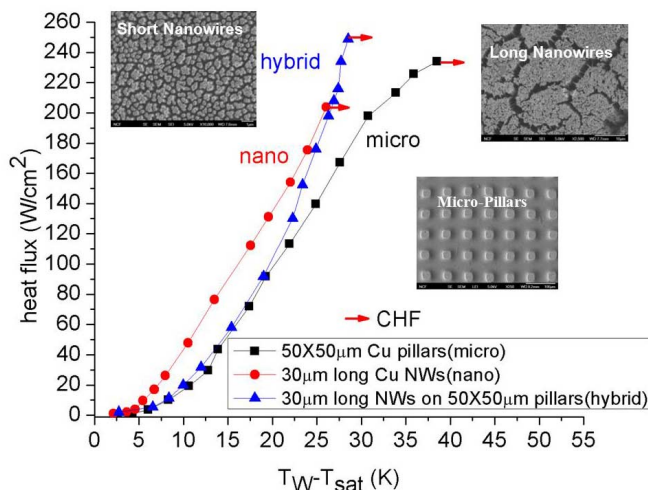 Short Nanowires
Long Nanowires
Micro-Pillars
hybrid
nano
micro
CHF
50X50μm Cu pillars(micro)
30μm long Cu NWs(nano)
30μm long NWs on 50X50μm pillars(hybrid)
heat flux (W/cm²)
260
240
220
200
180
160
140
120
100
80
60
40
20
0
0 5 10 15 20 25 30 35 40 45 50 55
T_W-T_sat (K)